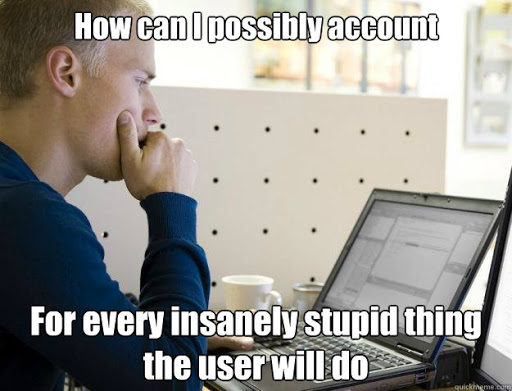 How can I possibly account
For every insanely stupid thing
the user will do
quickmeme.com